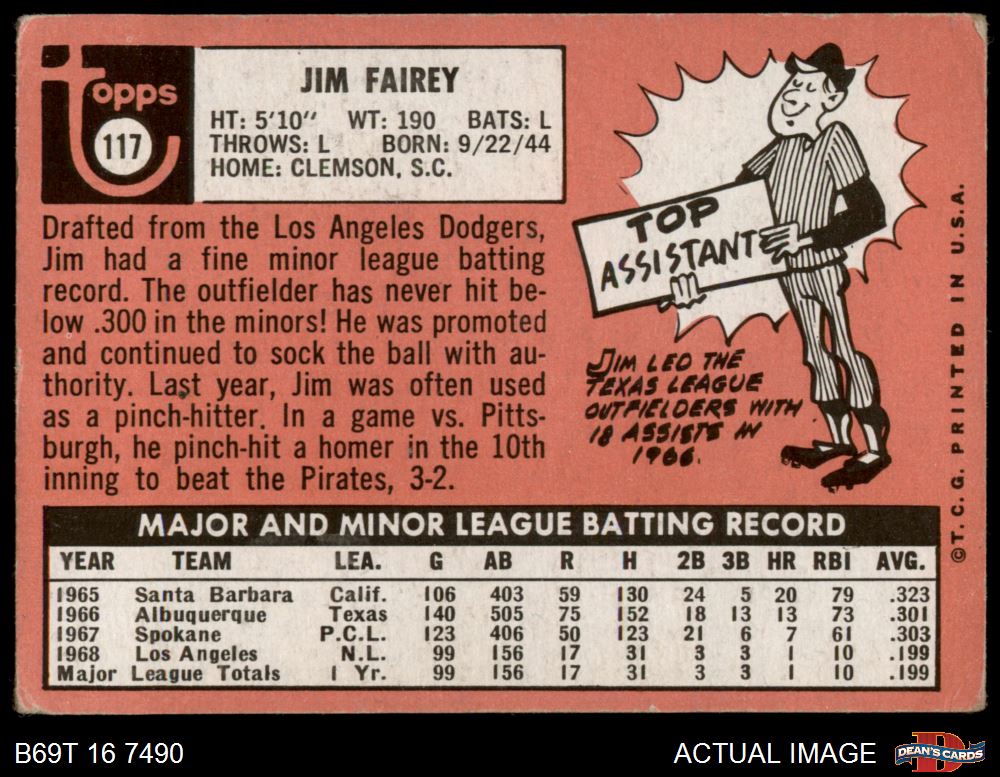 topps
117
JIM FAIREY
HT: 5'10" WT: 190 BATS: L
THROWS: L BORN: 9/22/44
HOME: CLEMSON, S.C.
Drafted from the Los Angeles Dodgers,
Jim had a fine minor league batting
record. The outfielder has never hit be-
low .300 in the minors! He was promoted
and continued to sock the ball with au-
thority. Last year, Jim was often used
as a pinch-hitter. In a game vs. Pitts-
burgh, he pinch-hit a homer in the 10th
inning to beat the Pirates, 3-2.
TOP
ASSISTANT
JIM LED THE
TEXAS LEAGUE
OUTFIELDERS WITH
18 ASSISTS IN
1966.
©T. C. G. PRINTED IN U.S.A.
MAJOR AND MINOR LEAGUE BATTING RECORD
YEAR TEAM LEA. G AB R H 2B 3B HR RBI AVG.
1965 Santa Barbara Calif. 106 403 59 130 24 5 20 79 .323
1966 Albuquerque Texas 140 505 75 152 18 13 13 73 .301
1967 Spokane P.C.L. 123 406 50 123 21 6 7 61 .303
1968 Los Angeles N.L. 99 156 17 31 3 3 1 10 .199
Major League Totals 1 Yr. 99 156 17 31 3 3 1 10 .199
B69T 16 7490
ACTUAL IMAGE
D
DEAN'S CARDS